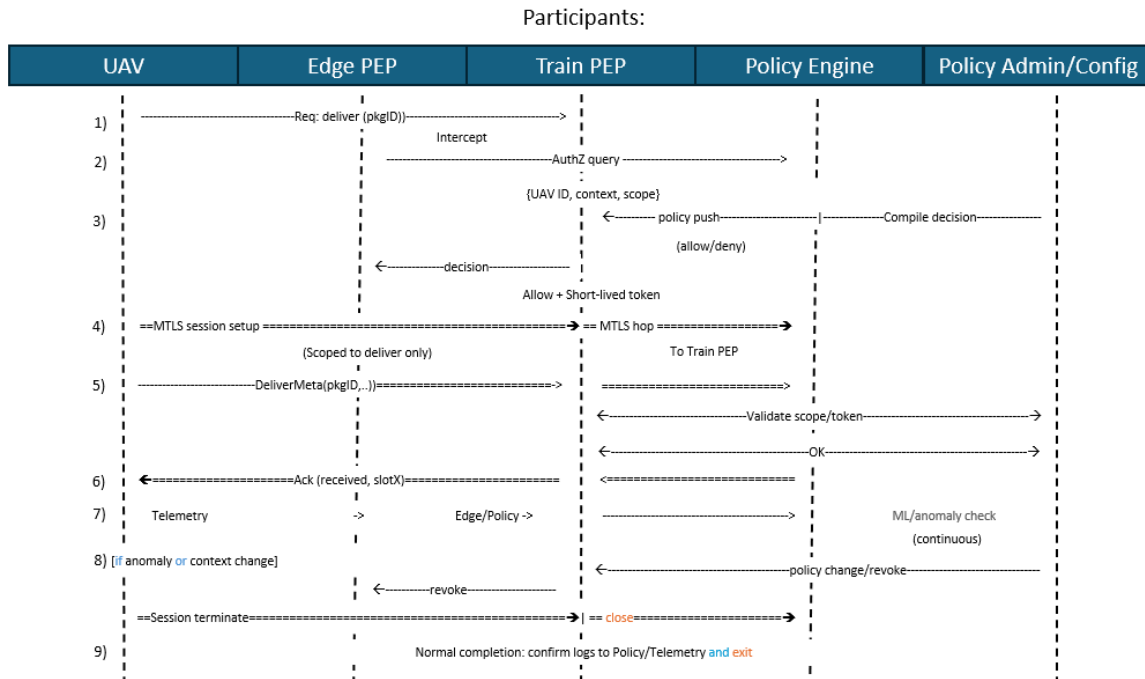 Participants:
UAV Edge PEP Train PEP Policy Engine Policy Admin/Config
1) Req: deliver (pkgID))
Intercept
2) AuthZ query
{UAV ID, context, scope}
3) policy push | Compile decision
(allow/deny)
decision
Allow + Short-lived token
4) ==MTLS session setup == MTLS hop
(Scoped to deliver only) To Train PEP
5) DeliverMeta(pkgID,..))
Validate scope/token
OK
6) Ack (received, slotX)
7) Telemetry -> Edge/Policy -> ML/anomaly check
(continuous)
8) [if anomaly or context change]
policy change/revoke
revoke
==Session terminate | == close
9) Normal completion: confirm logs to Policy/Telemetry and exit